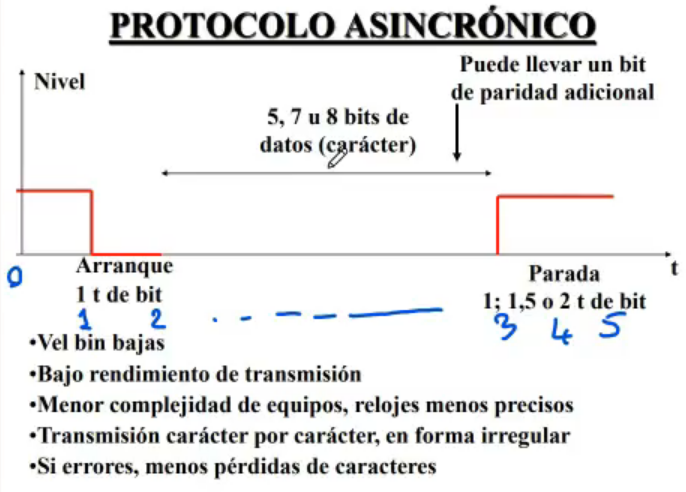 PROTOCOLO ASINCRÓNICO
Nivel
Puede llevar un bit
de paridad adicional
5, 7 u 8 bits de
datos (carácter)
Arranque
1 t de bit
Parada
1; 1,5 o 2 t de bit
t
0
1 2 3 4 5
•Vel bin bajas
•Bajo rendimiento de transmisión
•Menor complejidad de equipos, relojes menos precisos
•Transmisión carácter por carácter, en forma irregular
•Si errores, menos pérdidas de caracteres